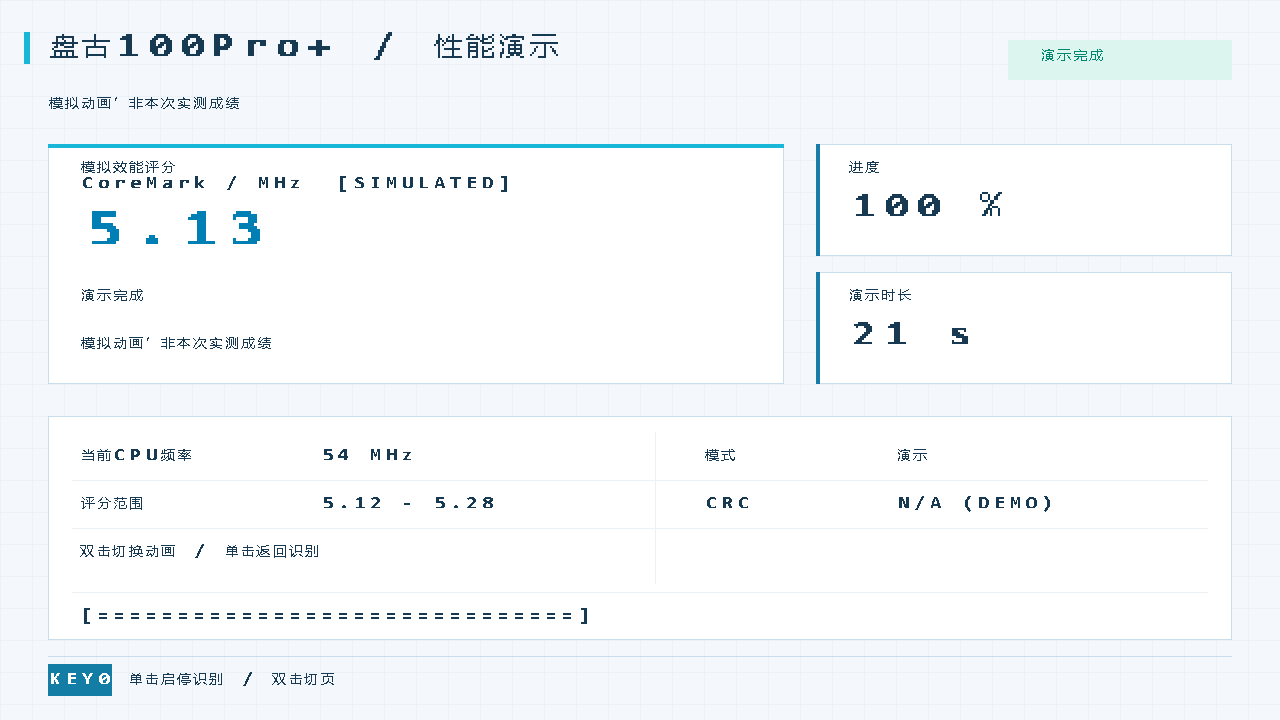 盘古100Pro+ / 性能演示
演示完成
模拟动画’非本次实测成绩
模拟效能评分
CoreMark / MHz [SIMULATED]
5.13
演示完成
模拟动画’非本次实测成绩
进度
100 %
演示时长
21 s
当前CPU频率 54 MHz 模式 演示
评分范围 5.12 - 5.28 CRC N/A (DEMO)
双击切换动画 / 单击返回识别
[==============================]
KEY0 单击启停识别 / 双击切页